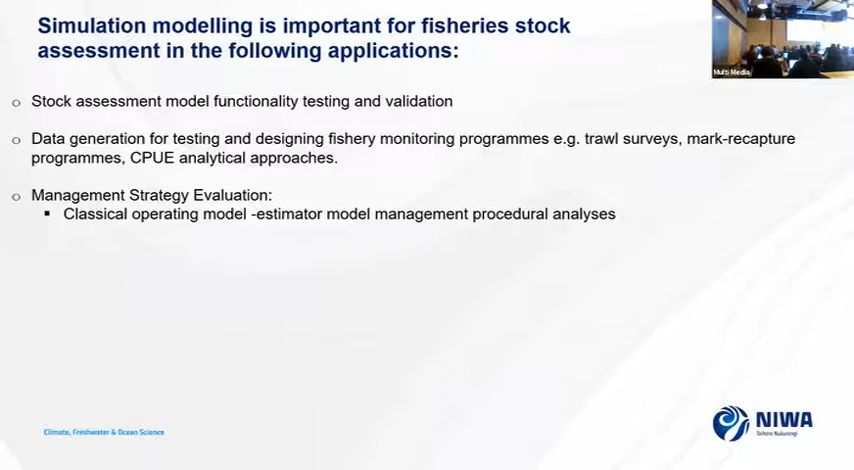 Simulation modelling is important for fisheries stock
assessment in the following applications:
Multi Media
o Stock assessment model functionality testing and validation
o Data generation for testing and designing fishery monitoring programmes e.g. trawl surveys, mark-recapture
programmes, CPUE analytical approaches.
o Management Strategy Evaluation:
▪ Classical operating model -estimator model management procedural analyses
Climate, Freshwater & Ocean Science
NIWA
Taihoro Nukurangi